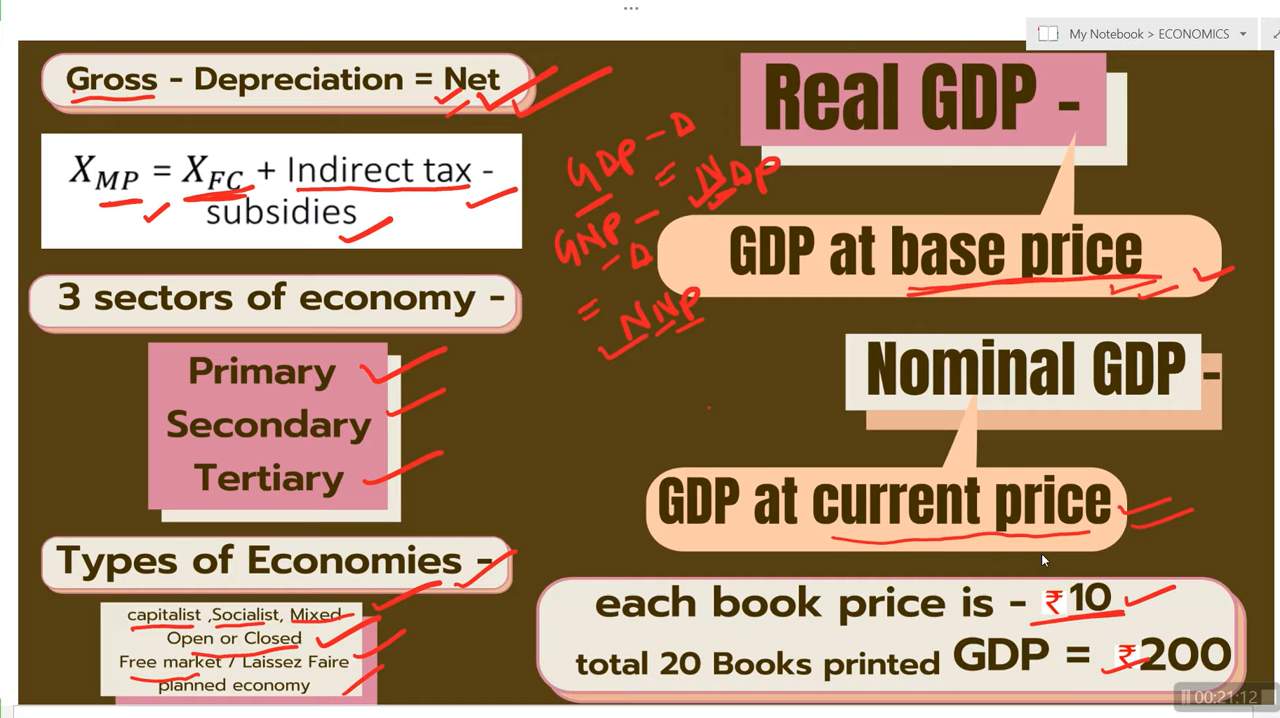 My Notebook > ECONOMICS
Gross - Depreciation = Net
X_MP = X_FC + Indirect tax -
subsidies
3 sectors of economy -
Primary
Secondary
Tertiary
Types of Economies -
capitalist ,Socialist, Mixed
Open or Closed
Free market / Laissez Faire
planned economy
GDP - D
= NDP
GNP -
D
= NNP
Real GDP -
GDP at base price
Nominal GDP -
GDP at current price
each book price is - ₹10
total 20 Books printed GDP = ₹200
00:21:12